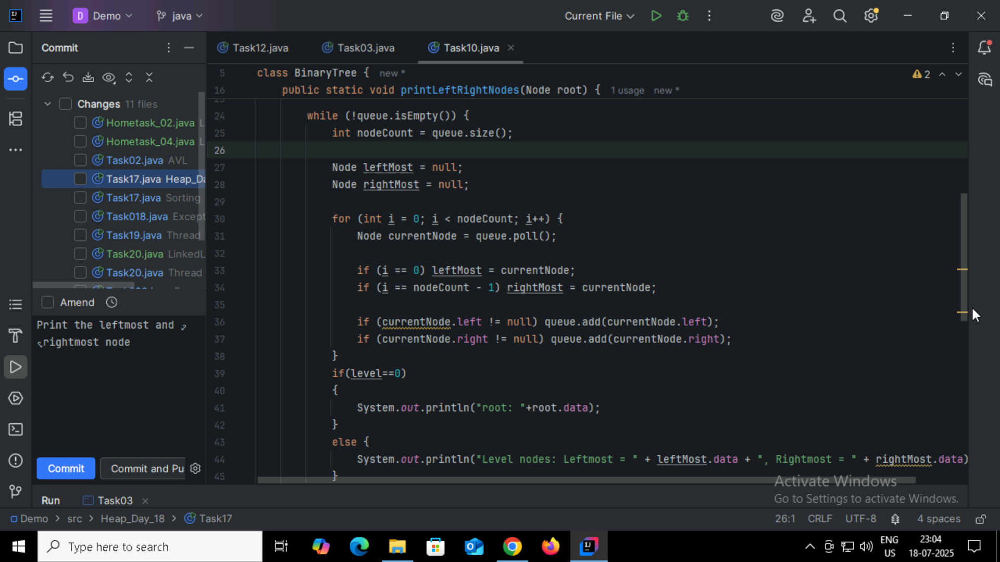 D Demo java Current File
Commit
Task12.java Task03.java Task10.java
5 class BinaryTree { new *
2
Changes 11 files
16 public static void printLeftRightNodes(Node root) { 1 usage new *
Hometask_02.java L
Hometask_04.java L
Task02.java AVL
Task17.java Heap_Da
Task17.java Sorting
Task018.java Except
Task19.java Thread
Task20.java LinkedL
Task20.java Thread
24 while (!queue.isEmpty()) {
25 int nodeCount = queue.size();
26
27 Node leftMost = null;
28 Node rightMost = null;
29
30 for (int i = 0; i < nodeCount; i++) {
31 Node currentNode = queue.poll();
32
33 if (i == 0) leftMost = currentNode;
34 if (i == nodeCount - 1) rightMost = currentNode;
35
36 if (currentNode.left != null) queue.add(currentNode.left);
37 if (currentNode.right != null) queue.add(currentNode.right);
38 }
39 if(level==0)
40 {
41 System.out.println("root: "+root.data);
42 }
43 else {
44 System.out.println("Level nodes: Leftmost = " + leftMost.data + ", Rightmost = " + rightMost.data)
45 }
Amend
Print the leftmost and
rightmost node
Commit Commit and Pu
Activate Windows
Go to Settings to activate Windows.
Run Task03
Demo > src > Heap_Day_18 > Task17
26:1 CRLF UTF-8 4 spaces
Type here to search
ENG
US
23:04
18-07-2025